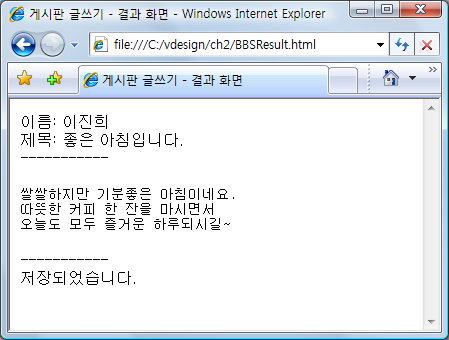 게시판 글쓰기 - 결과 화면 - Windows Internet Explorer
file:///C:/vdesign/ch2/BBSResult.html
게시판 글쓰기 - 결과 화면
이름: 이진희
제목: 좋은 아침입니다.
-----------
쌀쌀하지만 기분좋은 아침이네요.
따뜻한 커피 한 잔을 마시면서
오늘도 모두 즐거운 하루되시길~
-----------
저장되었습니다.